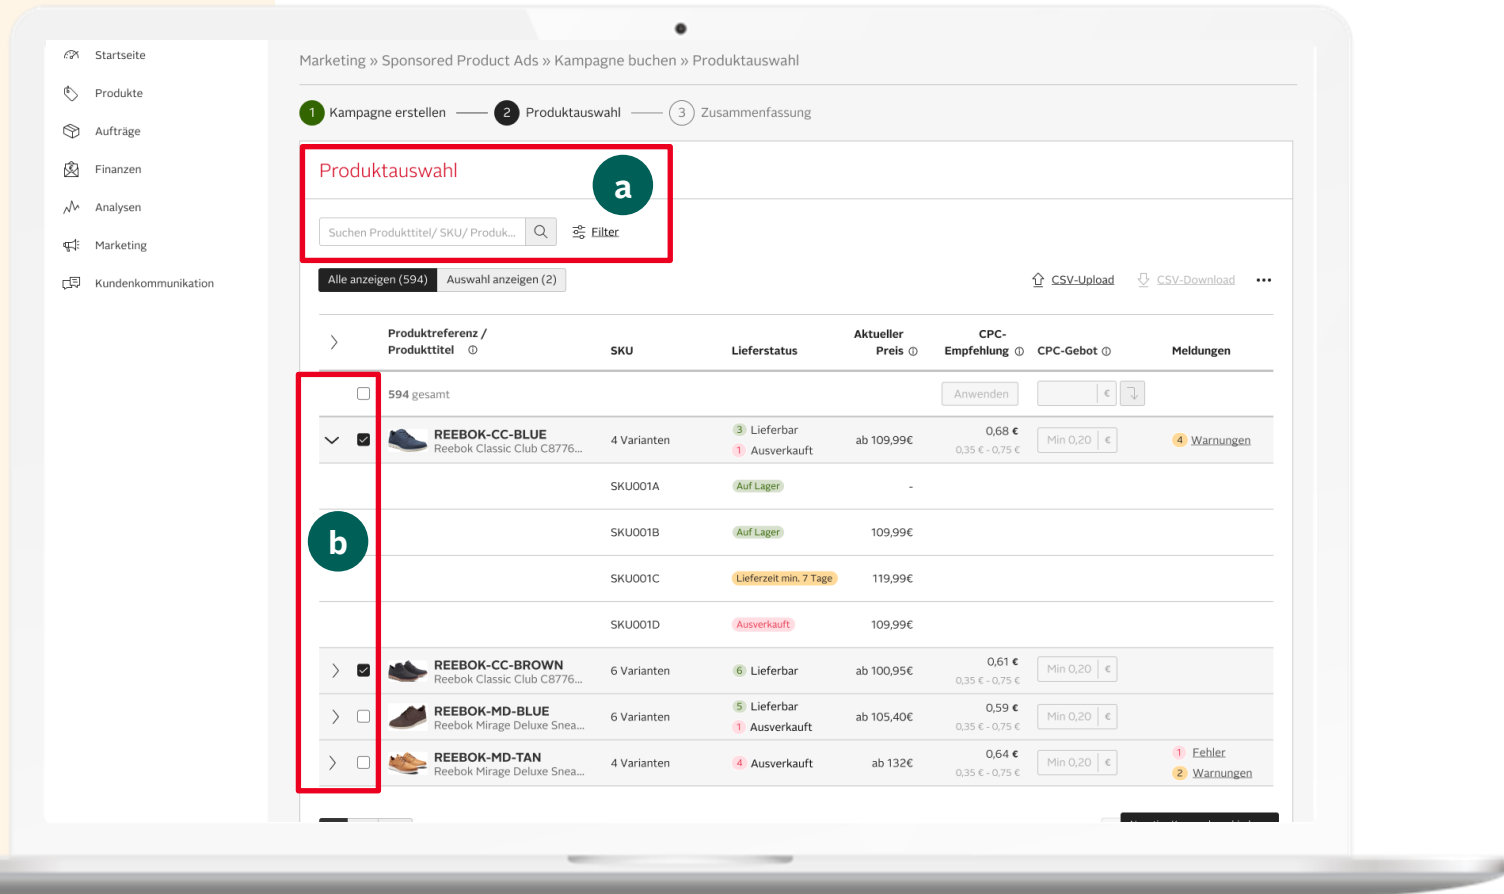 Startseite
Produkte
Aufträge
Finanzen
Analysen
Marketing
Kundenkommunikation
Marketing » Sponsored Product Ads » Kampagne buchen » Produktauswahl
1 Kampagne erstellen 2 Produktauswahl 3 Zusammenfassung
Produktauswahl
a
Suchen Produkttitel/ SKU/ Produk...
Filter
Alle anzeigen (594) Auswahl anzeigen (2)
CSV-Upload CSV-Download
Produktreferenz /
Produkttitel
SKU
Lieferstatus
Aktueller
Preis
CPC-
Empfehlung
CPC-Gebot
Meldungen
594 gesamt
Anwenden
€
REEBOK-CC-BLUE
Reebok Classic Club C8776...
4 Varianten
3 Lieferbar
1 Ausverkauft
ab 109,99€
0,68 €
0,35 € - 0,75 €
Min 0,20 €
4 Warnungen
SKU001A Auf Lager -
SKU001B Auf Lager 109,99€
b
SKU001C Lieferzeit min. 7 Tage 119,99€
SKU001D Ausverkauft 109,99€
REEBOK-CC-BROWN
Reebok Classic Club C8776...
6 Varianten
6 Lieferbar
ab 100,95€
0,61 €
0,35 € - 0,75 €
Min 0,20 €
REEBOK-MD-BLUE
Reebok Mirage Deluxe Snea...
6 Varianten
5 Lieferbar
1 Ausverkauft
ab 105,40€
0,59 €
0,35 € - 0,75 €
Min 0,20 €
REEBOK-MD-TAN
Reebok Mirage Deluxe Snea...
4 Varianten
4 Ausverkauft
ab 132€
0,64 €
0,35 € - 0,75 €
Min 0,20 €
1 Fehler
2 Warnungen